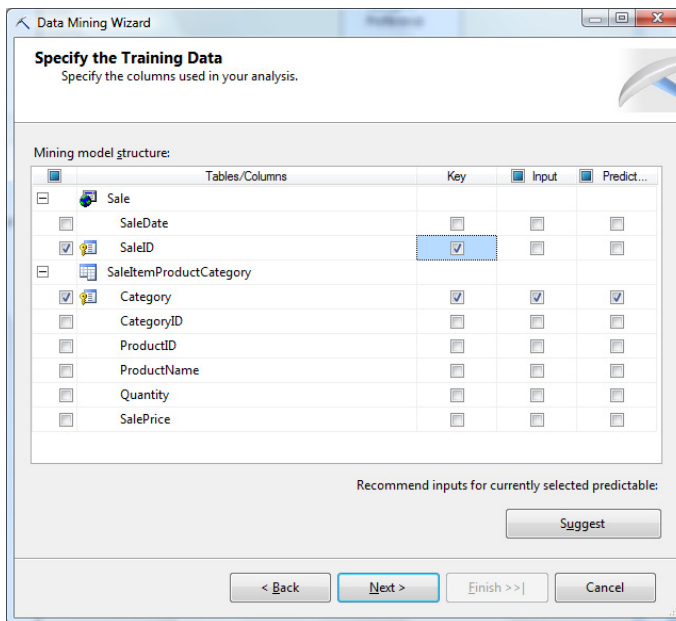 Data Mining Wizard
Specify the Training Data
Specify the columns used in your analysis.
Mining model structure:
Tables/Columns Key Input Predict...
Sale
SaleDate
SaleID
SaleItemProductCategory
Category
CategoryID
ProductID
ProductName
Quantity
SalePrice
Recommend inputs for currently selected predictable:
Suggest
< Back Next > Finish >>| Cancel